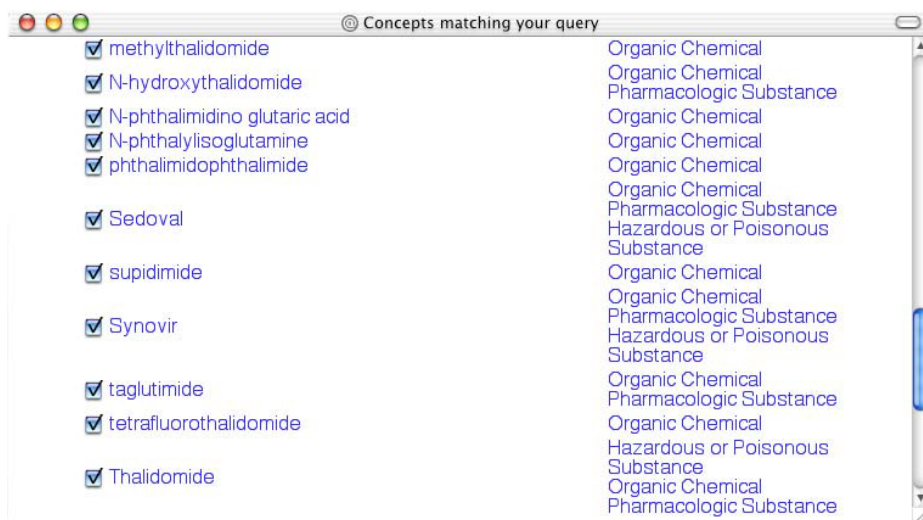 Concepts matching your query
methylthalidomide Organic Chemical
N-hydroxythalidomide Organic Chemical
Pharmacologic Substance
N-phthalimidino glutaric acid Organic Chemical
N-phthalylisoglutamine Organic Chemical
phthalimidophthalimide Organic Chemical
Sedoval Organic Chemical
Pharmacologic Substance
Hazardous or Poisonous
Substance
supidimide Organic Chemical
Synovir Organic Chemical
Pharmacologic Substance
Hazardous or Poisonous
Substance
taglutimide Organic Chemical
Pharmacologic Substance
tetrafluorothalidomide Organic Chemical
Thalidomide Hazardous or Poisonous
Substance
Organic Chemical
Pharmacologic Substance